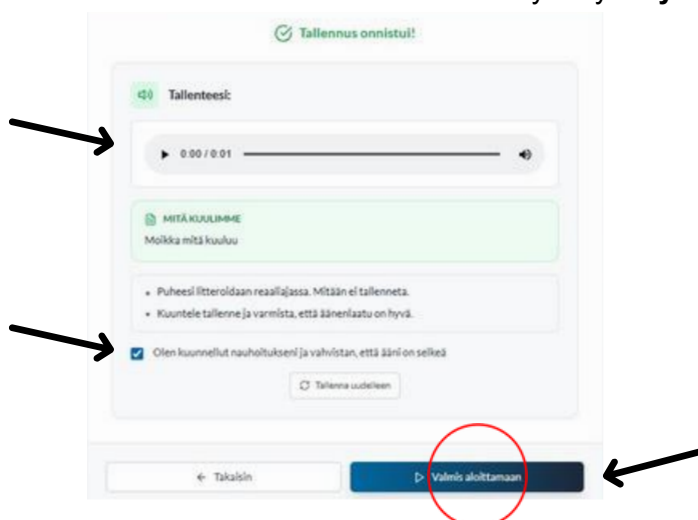 Tallennus onnistui!
Tallenteesi:
0:00 / 0:01
MITÄ KUULIMME
Moikka mitä kuuluu
• Puheesi litteroidaan reaaliajassa. Mitään ei tallenneta.
• Kuuntele tallenne ja varmista, että äänenlaatu on hyvä.
Olen kuunnellut nauhoitukseni ja vahvistan, että ääni on selkeä
Tallenna uudelleen
← Takaisin
Valmis aloittamaan